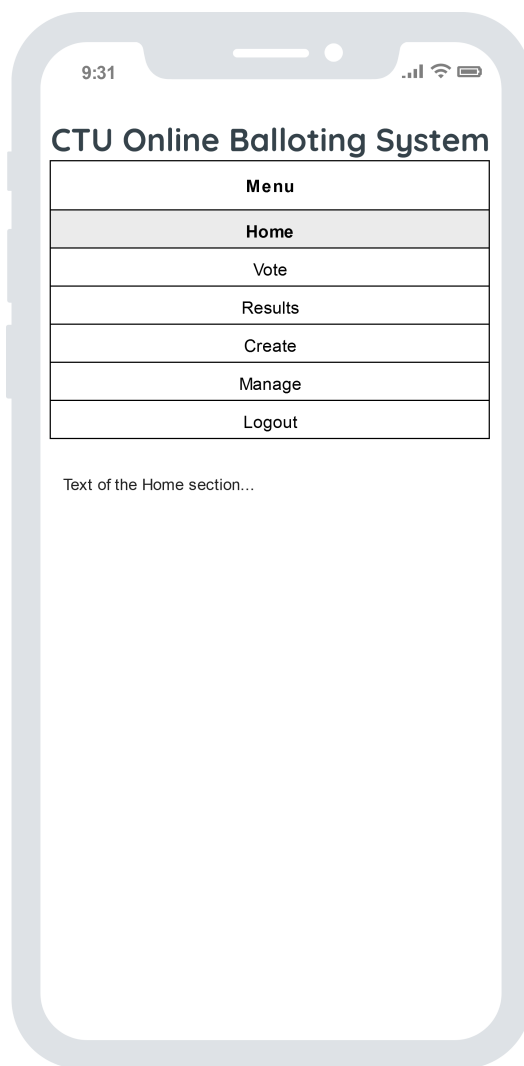 9:31
CTU Online Balloting System
Menu
Home
Vote
Results
Create
Manage
Logout
Text of the Home section...